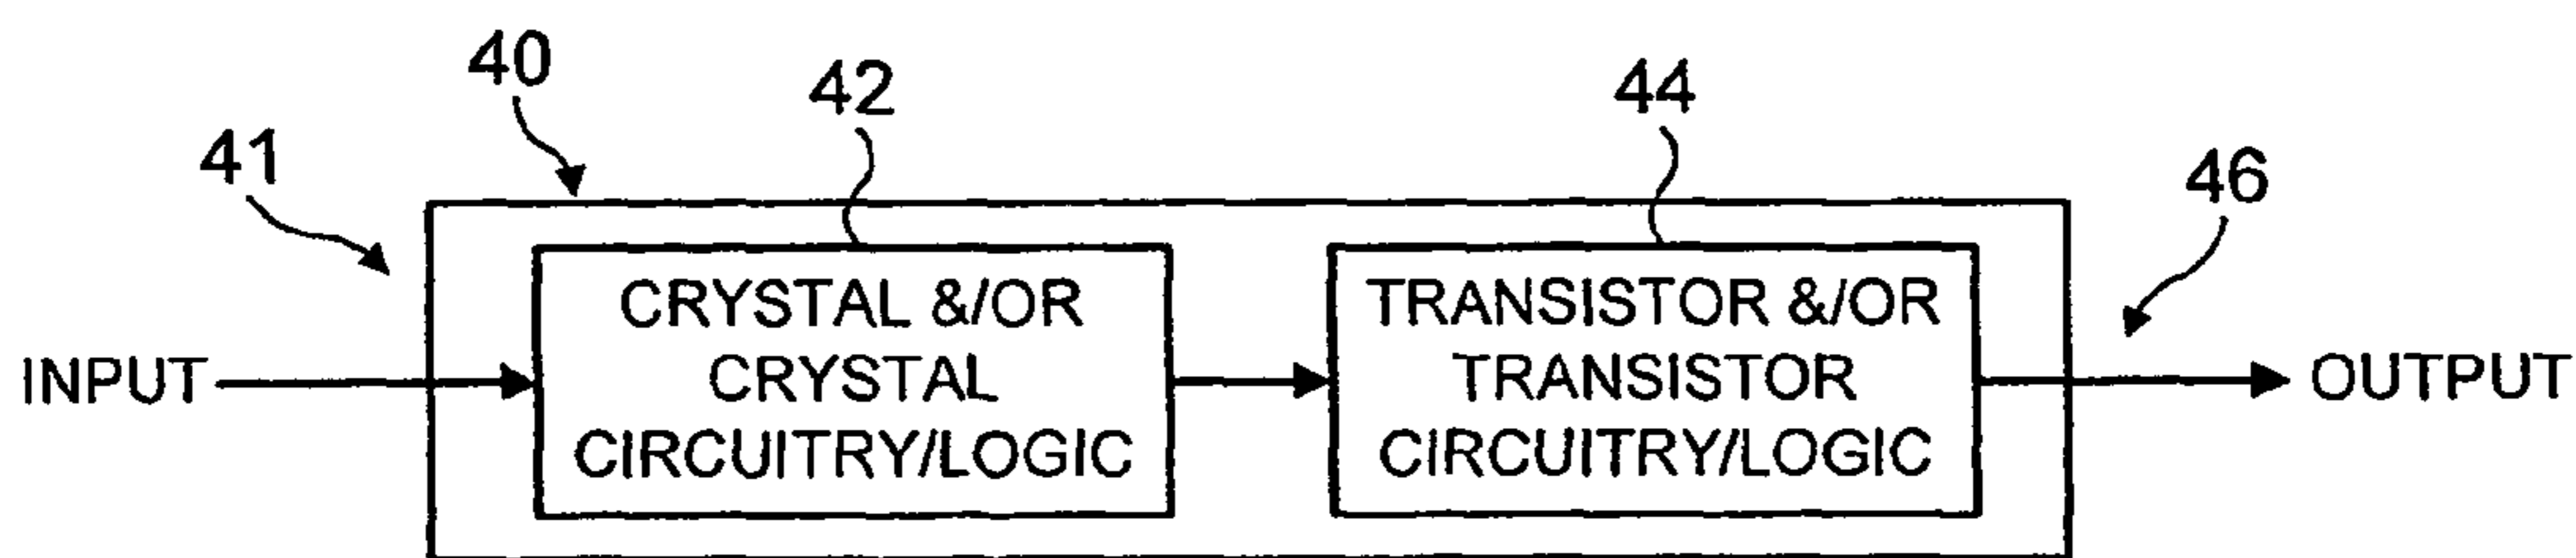 40
42
44
41
46
INPUT
CRYSTAL &/OR
CRYSTAL
CIRCUITRY/LOGIC
TRANSISTOR &/OR
TRANSISTOR
CIRCUITRY/LOGIC
OUTPUT